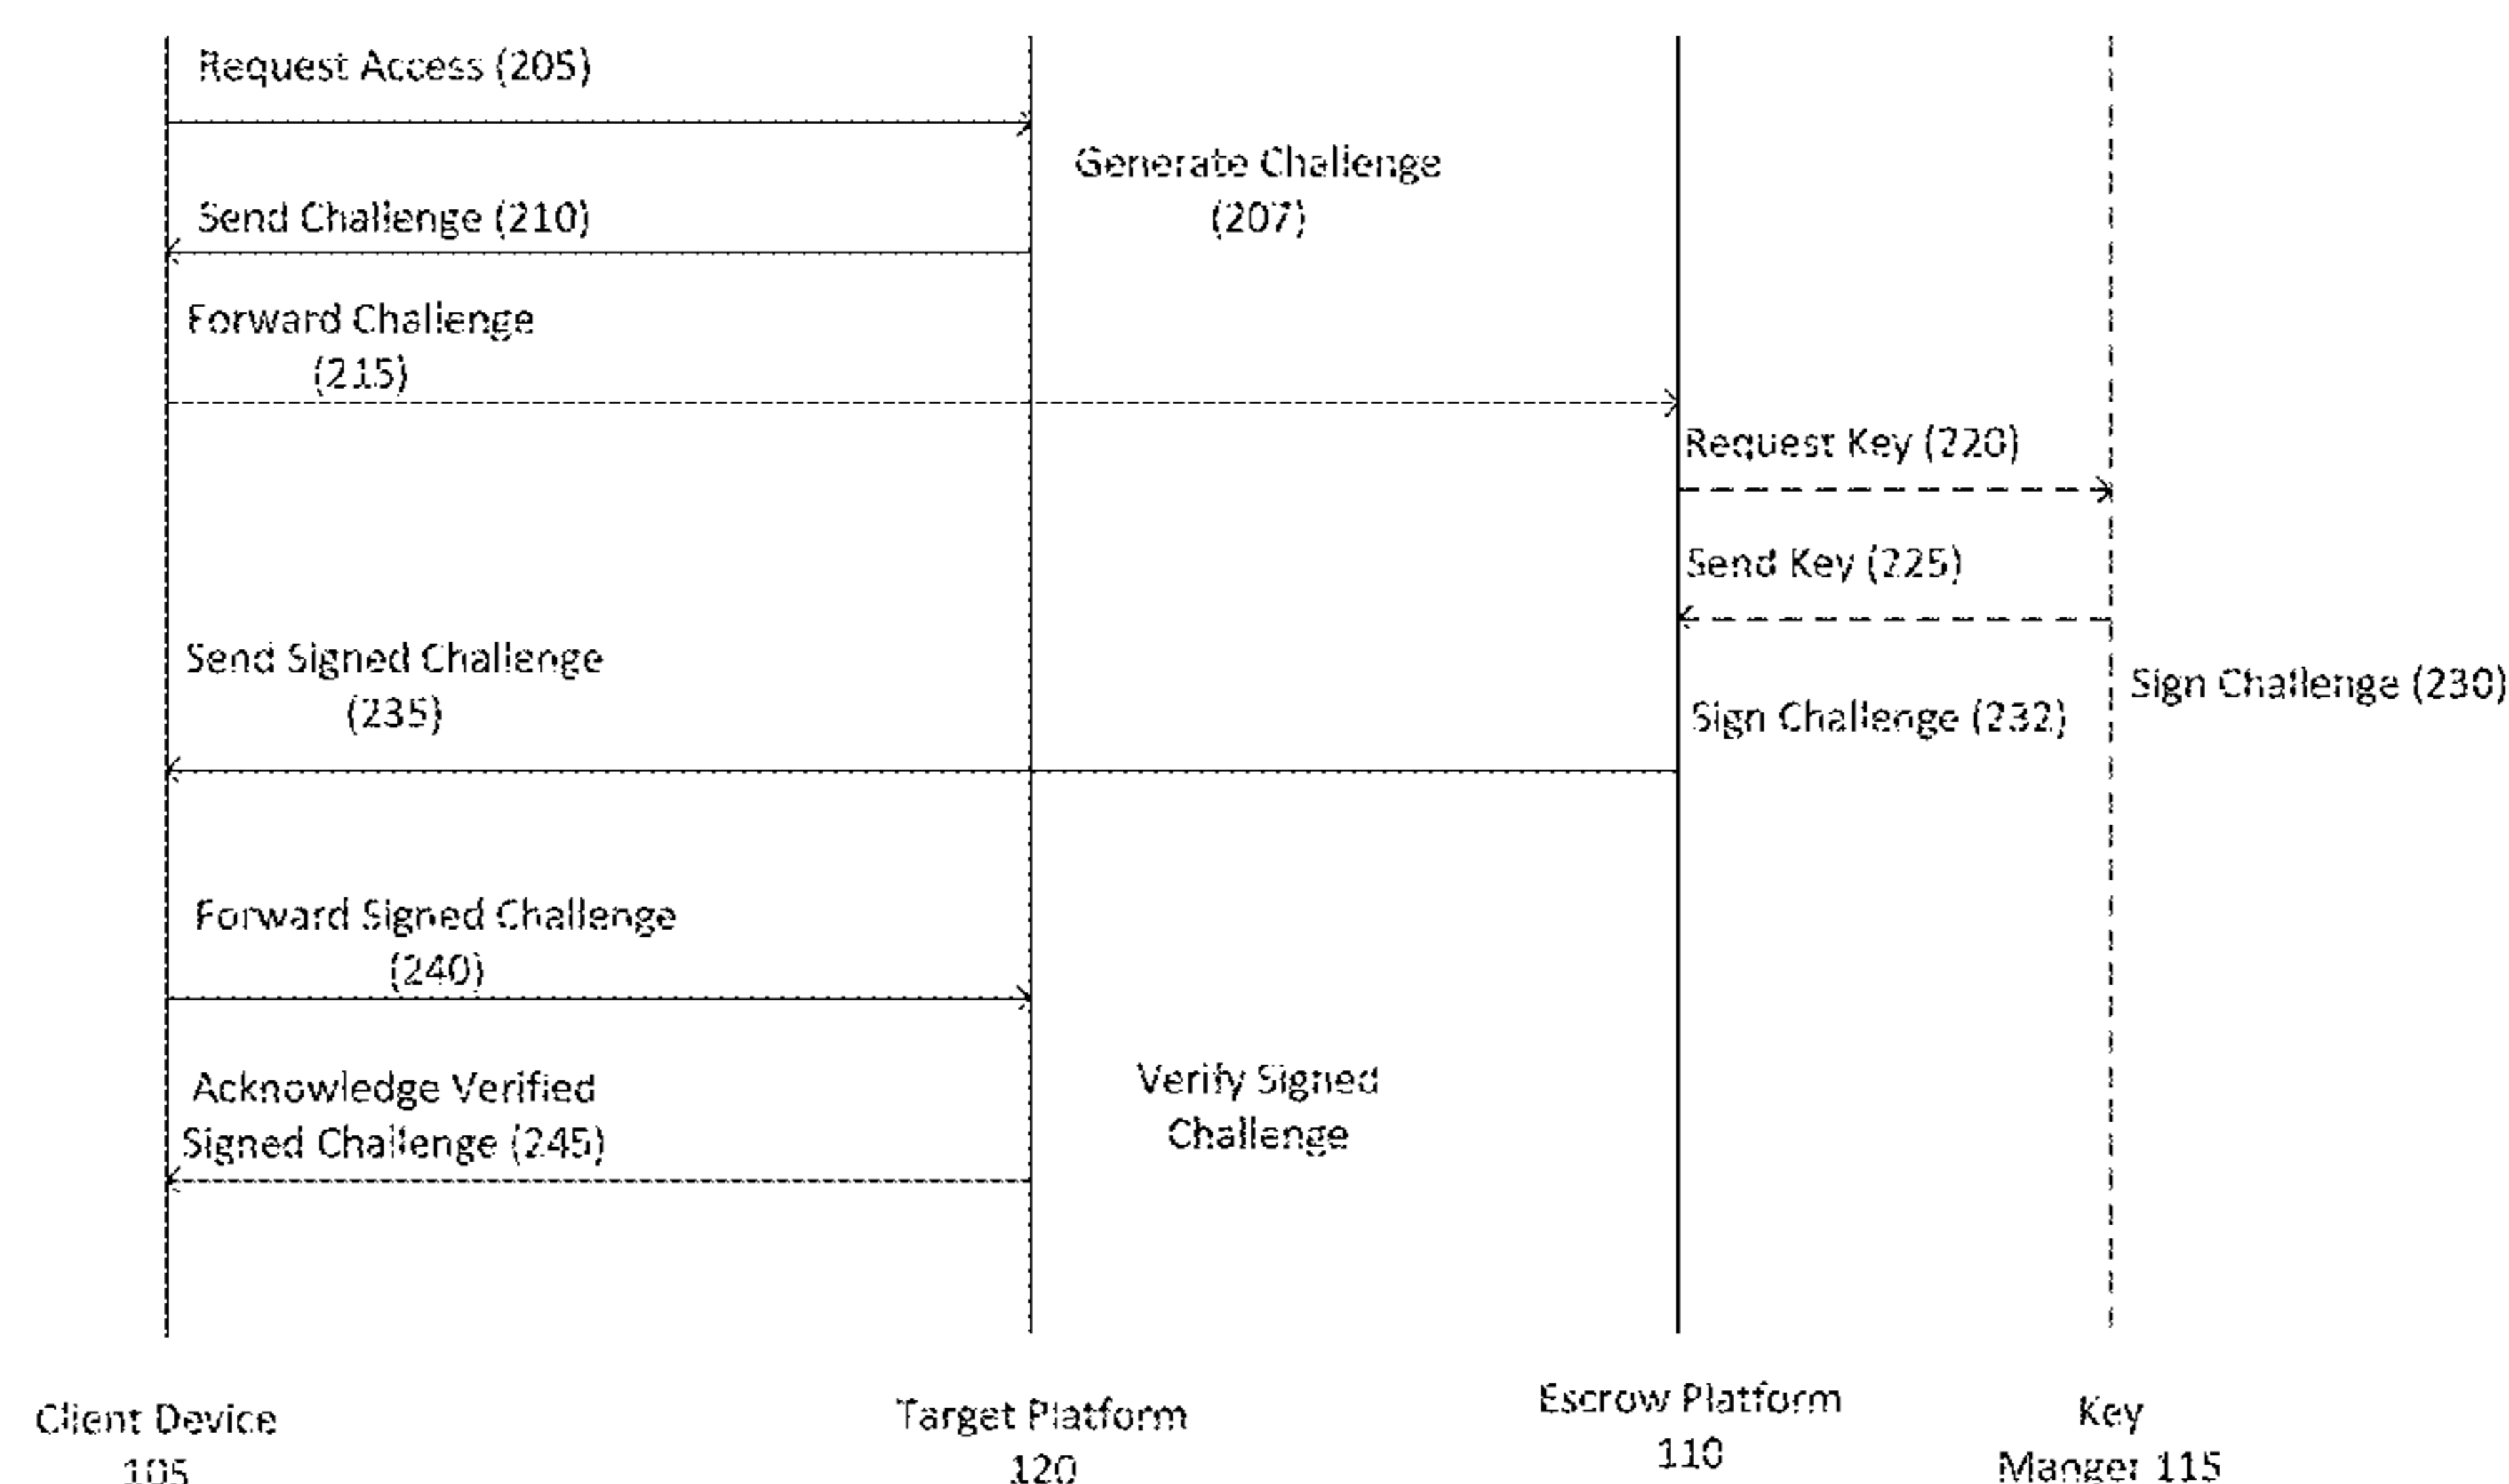 Request Access (205)
Generate Challenge
(207)
Send Challenge (210)
Forward Challenge
(215)
Request Key (220)
Send Key (225)
Send Signed Challenge
(235)
Sign Challenge (230)
Sign Challenge (232)
Forward Signed Challenge
(240)
Acknowledge Verified
Signed Challenge (245)
Verify Signed
Challenge
Client Device
105
Target Platform
120
Escrow Platform
110
Key
Manger 115